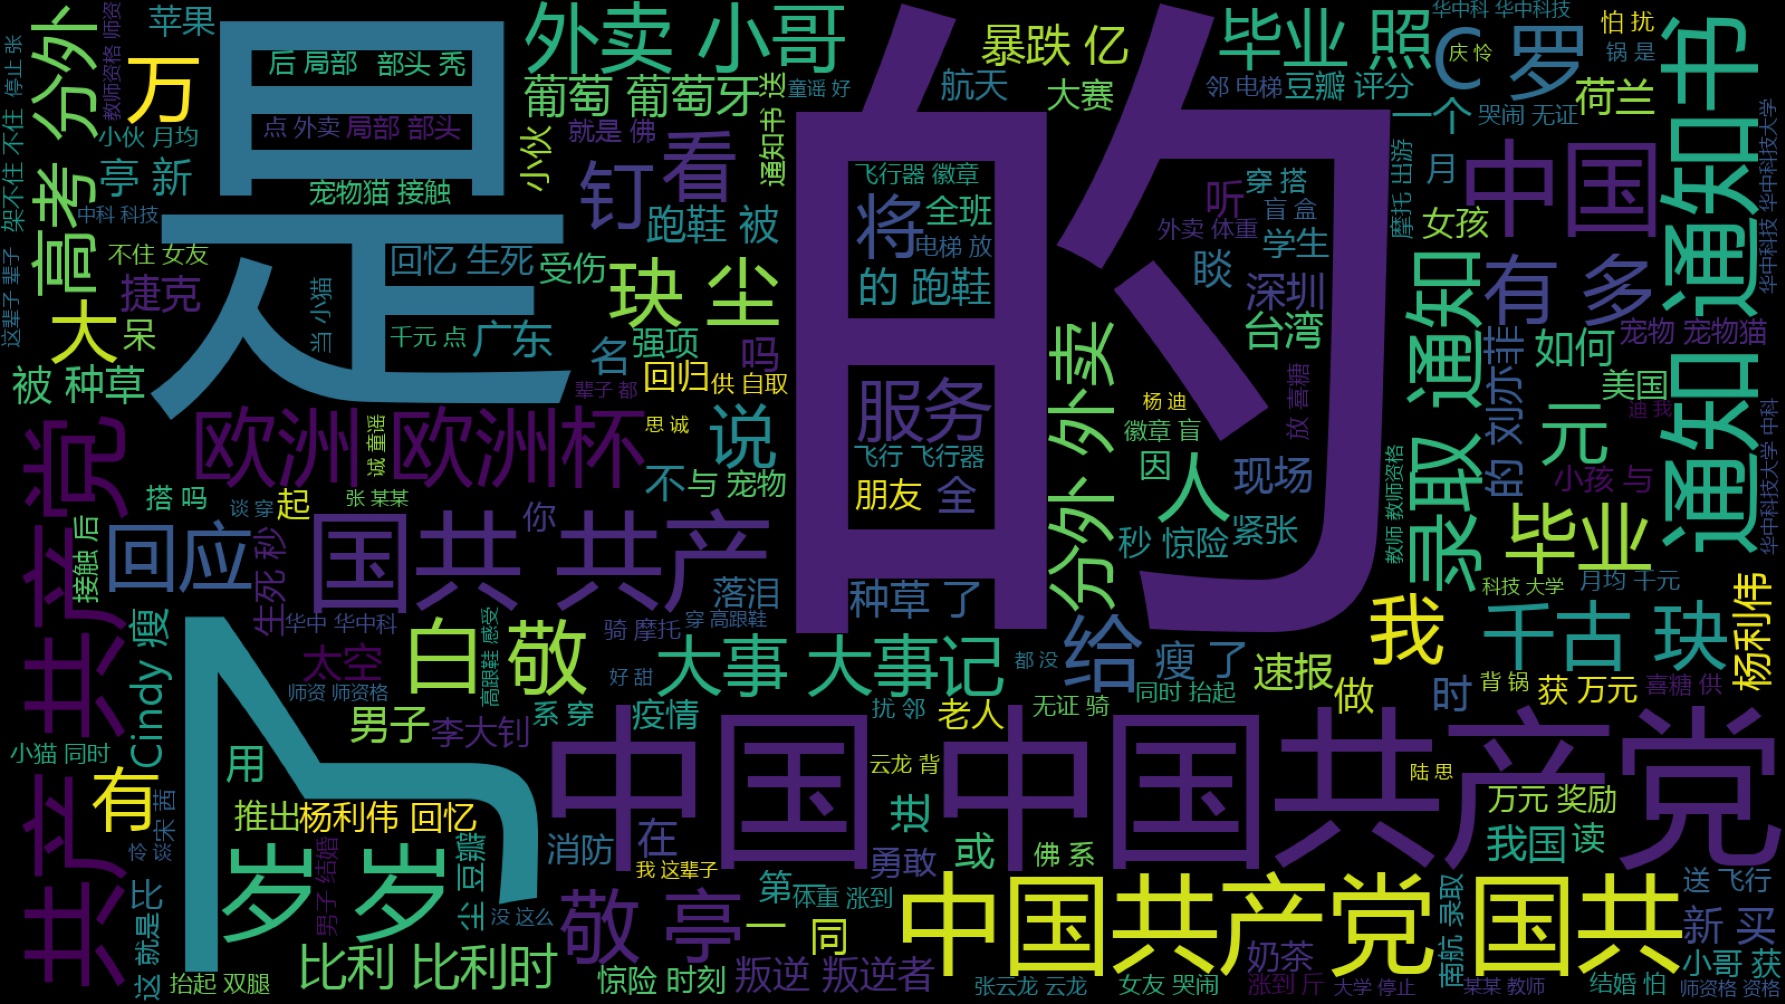 是
的
卜
中国 中国共产党
中国共产党 国共
国共 共产
共产 共产党
欧洲 欧洲杯
通知 通知书
录取 通知
分外 外卖
外卖 小哥
毕业 照
高考 分外
万
苹果
后 局部
部头 秃
点 外卖
局部 部头
宠物猫 接触
小伙 月均
亭 新
中科 科技
不住 女友
捷克
大
呆
被 种草
教师资格 师资
停止 张
架不住 不住
这辈子 辈子
回忆 生死
当 小猫
千元 点
广东
受伤
葡萄 葡萄牙
小伙
就是 佛
钉
看
跑鞋 被
玦 尘
名
强项
吗
回归
供 自取
辈子 都
思 诚
诚 童谣
说
不
与 宠物
暴跌 亿
航天
大赛
童谣 好
通知书 送
邻 电梯
豆瓣 评分
C 罗
华中科 华中科技
庆 怜
怕 扰
锅 是
荷兰
一个
哭闹 无证
月
中国
女孩
摩托 出游
华中科技 华中科技大学
飞行器 徽章
将
全班
电梯 放
的 跑鞋
服务
飞行 飞行器
朋友
全
种草 了
听
穿 搭
盲 盒
外卖 体重
学生
睒
深圳
台湾
放 喜糖
杨 迪
徽章 盲
因
人
现场
秒 惊险
紧张
有 多
的 刘亦菲
如何
宠物 宠物猫
美国
迪 我
元
小孩 与
教师 教师资格
华中科技大学 中科
毕业
科技 大学
月均 千元
搭 吗
谈 穿
起
张 某某
你
接触 后
回应
生死 秒
落泪
华中 华中科
骑 摩托
穿 高跟鞋
高跟鞋 感受
Cindy 瘦
太空
白
敬
大事 大事记
师资 师资格
好 甜
男子
李大钊
系 穿
疫情
都 没
给
瘦 了
同时 抬起
扰 邻
老人
无证 骑
速报
做
我
千古 玦
杨利伟
时
背 锅
获 万元
喜糖 供
小猫 同时
有
用
推出
杨利伟 回忆
岁 岁
男子 结婚
尘 豆瓣
没 这么
消防
在
我 这辈子
云龙 背
进
勇敢
或
佛 系
陆 思
万元 奖励
我国
读
这 就是
比
抬起 双腿
比利 比利时
敬 亭
第一
体重 涨到
一
同
惊险 时刻
叛逆 叛逆者
张云龙 云龙
女友 哭闹
奶茶
涨到 斤
大学 停止
南航 录取
某某 教师
送 飞行
新 买
小哥 获
结婚 怕
师资格 资格